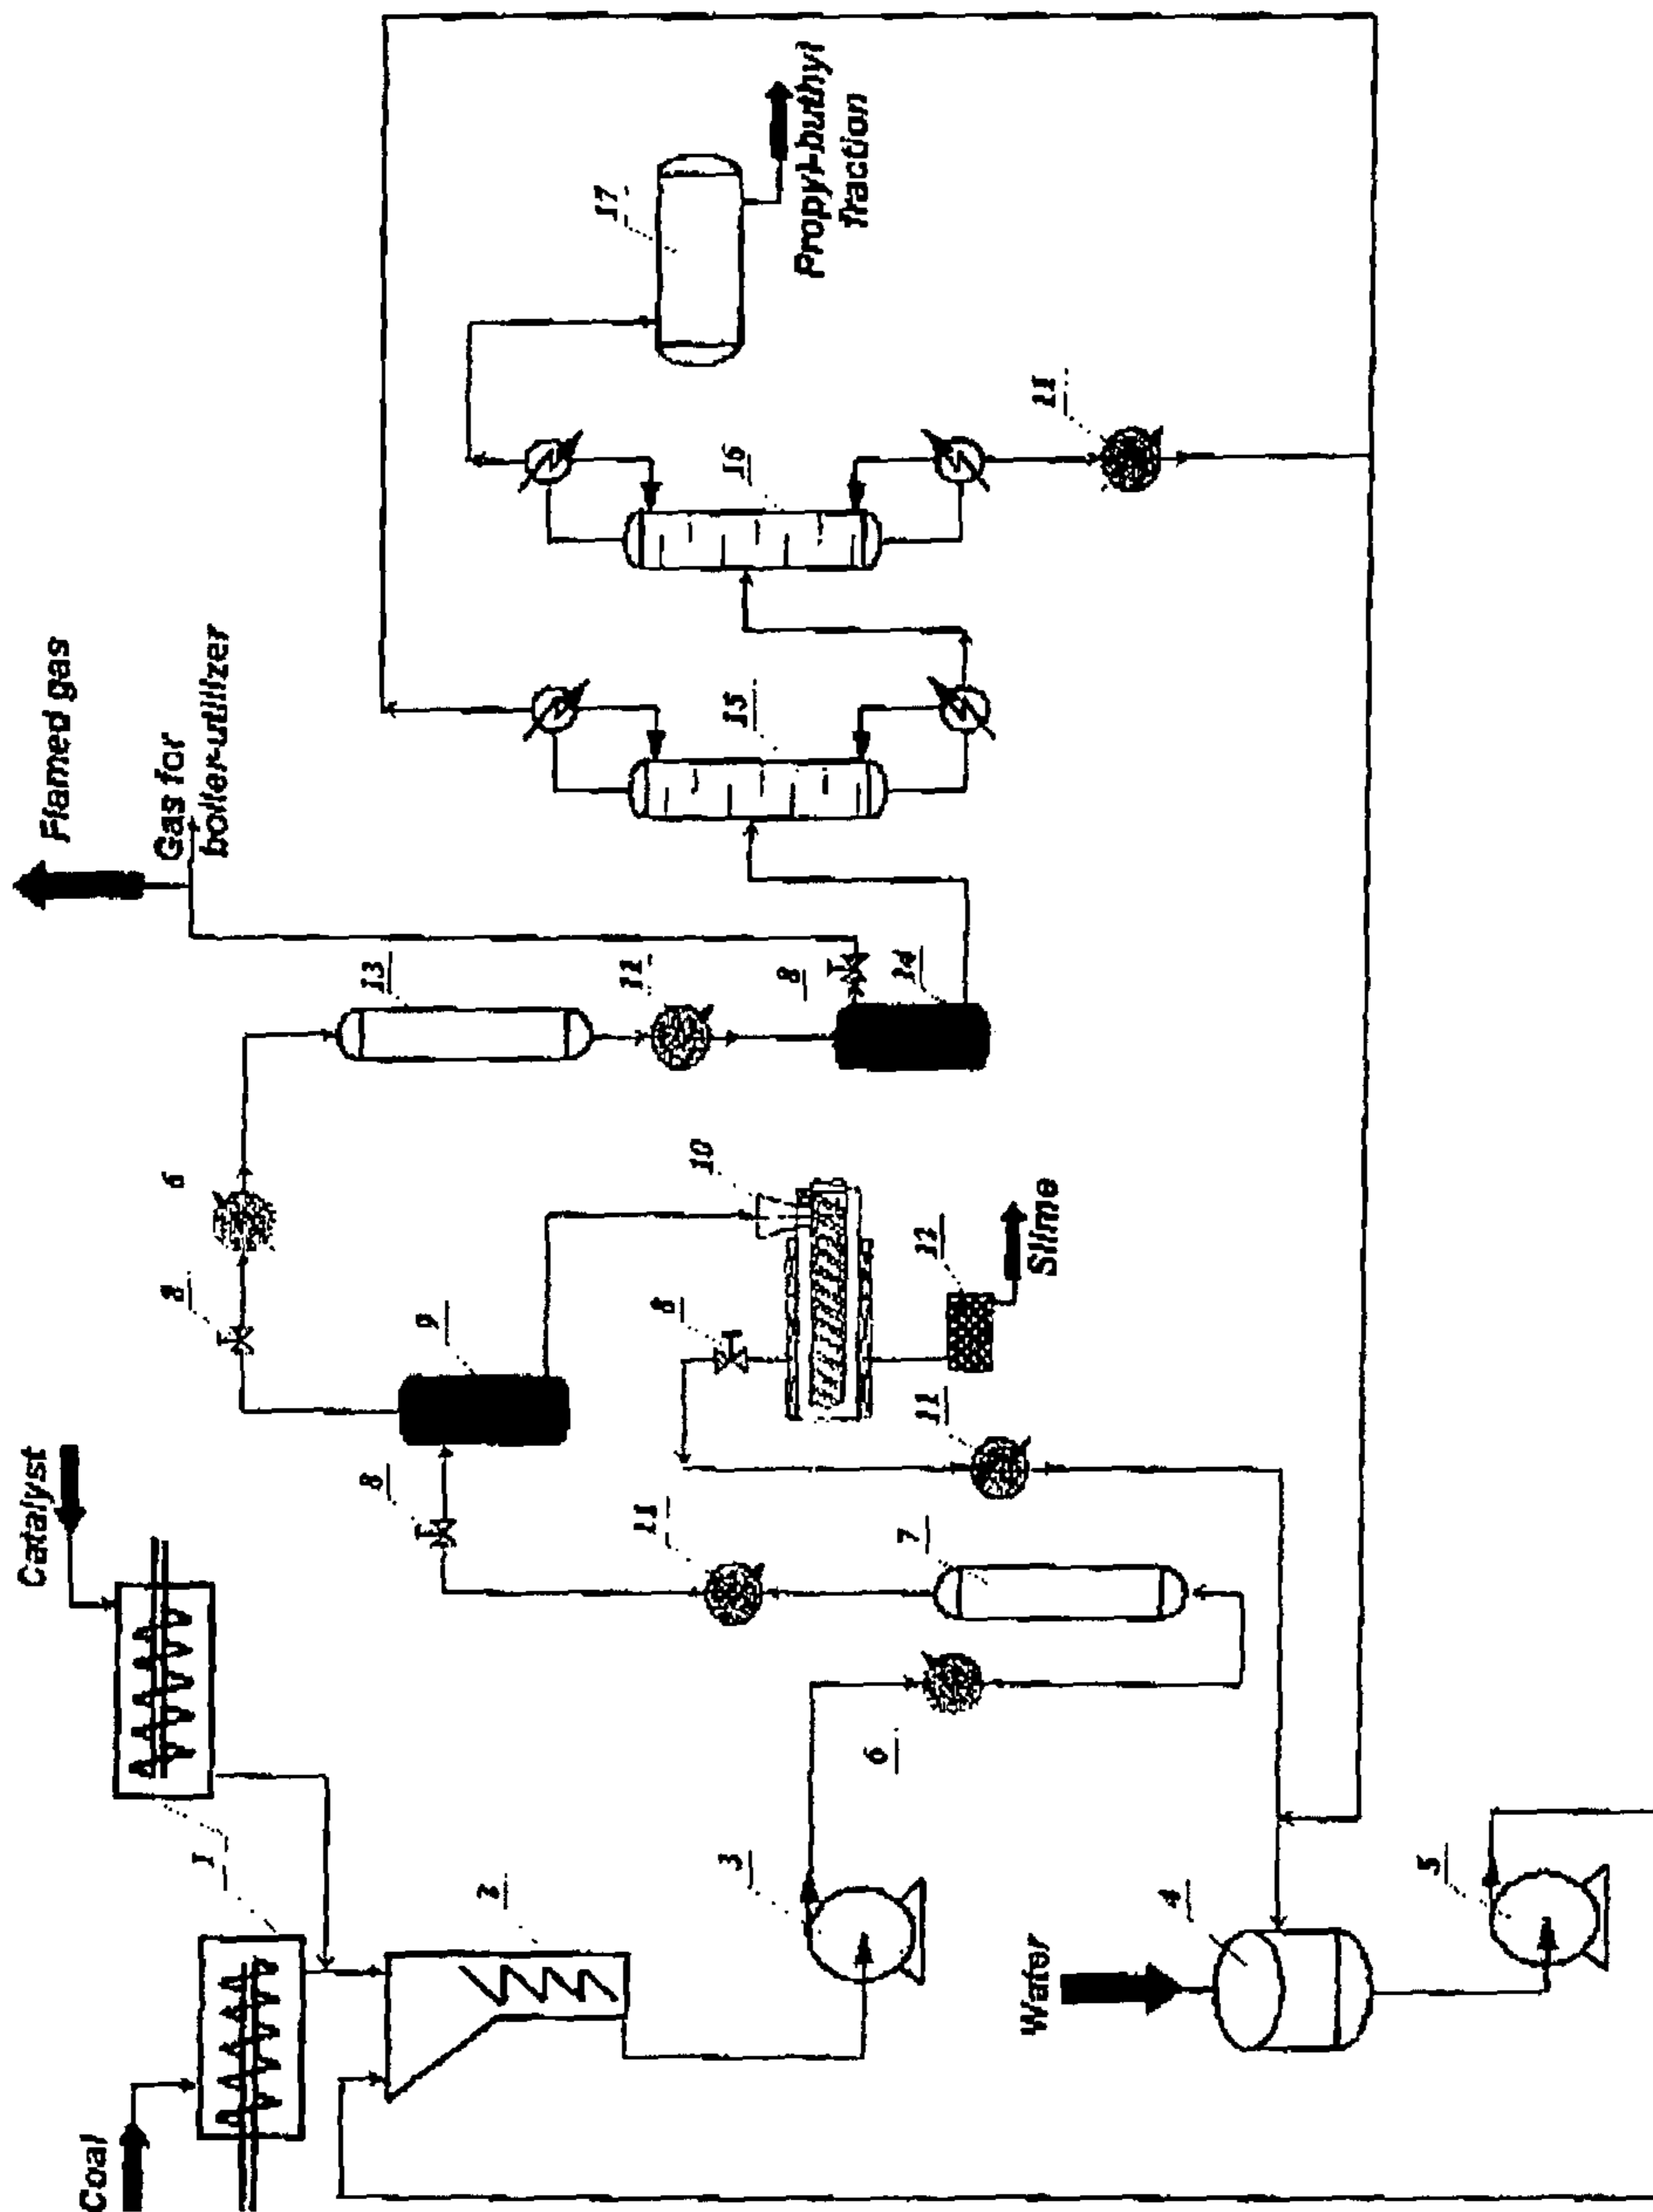 Coal
Catalyst
Flamed gas
Gas for
boiler-utilizer
Propyl-buthyl
fraction
Slime
Water
1
2
3
4
5
6
7
8
9
8
6
10
8
11
11
12
13
11
8
14
15
16
11
17